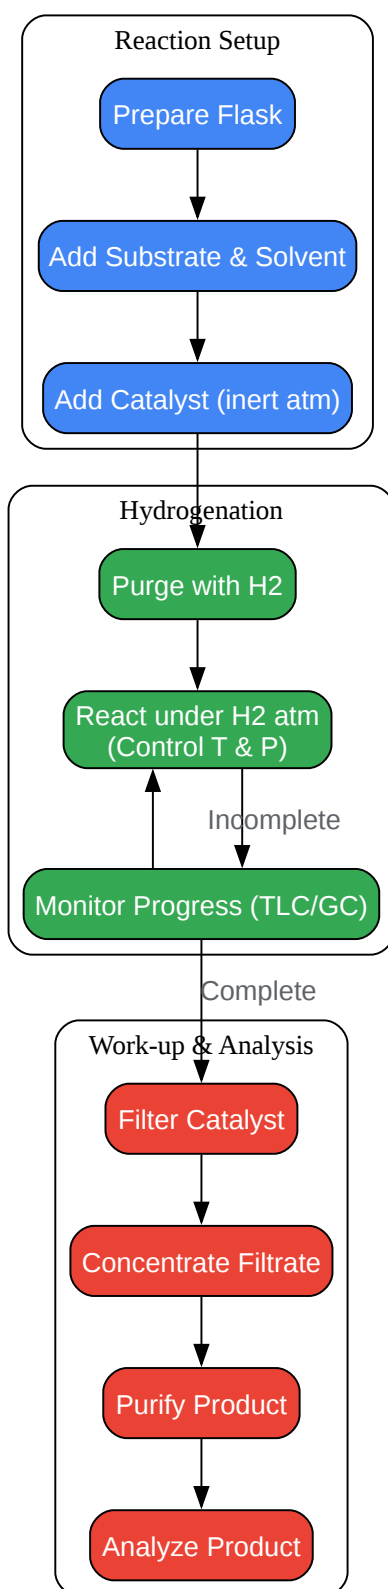 Reaction Setup
Prepare Flask
Add Substrate & Solvent
Add Catalyst (inert atm)
Hydrogenation
Purge with H2
React under H2 atm
(Control T & P)
Incomplete
Monitor Progress (TLC/GC)
Complete
Work-up & Analysis
Filter Catalyst
Concentrate Filtrate
Purify Product
Analyze Product